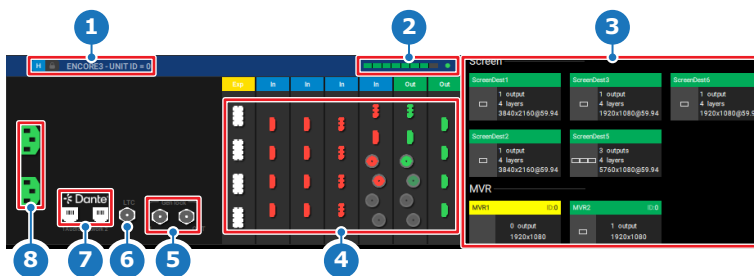 1
2
3
H ENCORE3 - UNIT ID = 0
Screen
Exp In In In In Out Out
ScreenDest1
1 output
4 layers
3840x2160@59.94
ScreenDest3
1 output
4 layers
1920x1080@59.94
ScreenDest6
1 output
4 layers
1920x1080@59.94
ScreenDest2
1 output
4 layers
3840x2160@59.94
ScreenDest5
3 outputs
4 layers
5760x1080@59.94
MVR
MVR1 ID:0
0 output
1920x1080
MVR2 ID:0
1 output
1920x1080
Dante
LTC
Gen lock
8
7
6
5
4